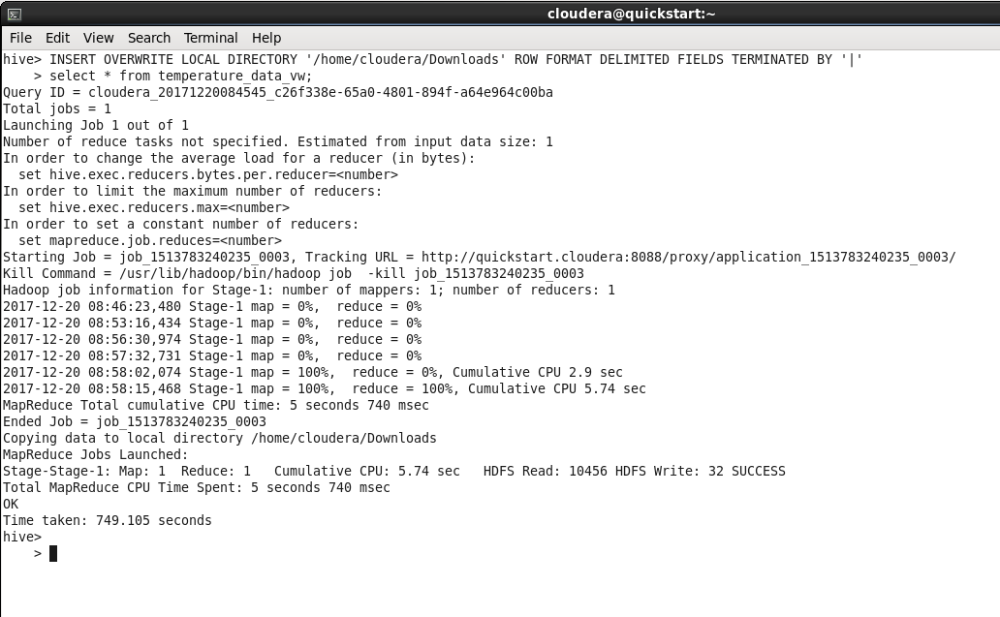 cloudera@quickstart:~
File Edit View Search Terminal Help
hive> INSERT OVERWRITE LOCAL DIRECTORY '/home/cloudera/Downloads' ROW FORMAT DELIMITED FIELDS TERMINATED BY '|'
    > select * from temperature_data_vw;
Query ID = cloudera_20171220084545_c26f338e-65a0-4801-894f-a64e964c00ba
Total jobs = 1
Launching Job 1 out of 1
Number of reduce tasks not specified. Estimated from input data size: 1
In order to change the average load for a reducer (in bytes):
  set hive.exec.reducers.bytes.per.reducer=<number>
In order to limit the maximum number of reducers:
  set hive.exec.reducers.max=<number>
In order to set a constant number of reducers:
  set mapreduce.job.reduces=<number>
Starting Job = job_1513783240235_0003, Tracking URL = http://quickstart.cloudera:8088/proxy/application_1513783240235_0003/
Kill Command = /usr/lib/hadoop/bin/hadoop job  -kill job_1513783240235_0003
Hadoop job information for Stage-1: number of mappers: 1; number of reducers: 1
2017-12-20 08:46:23,480 Stage-1 map = 0%,  reduce = 0%
2017-12-20 08:53:16,434 Stage-1 map = 0%,  reduce = 0%
2017-12-20 08:56:30,974 Stage-1 map = 0%,  reduce = 0%
2017-12-20 08:57:32,731 Stage-1 map = 0%,  reduce = 0%
2017-12-20 08:58:02,074 Stage-1 map = 100%,  reduce = 0%, Cumulative CPU 2.9 sec
2017-12-20 08:58:15,468 Stage-1 map = 100%,  reduce = 100%, Cumulative CPU 5.74 sec
MapReduce Total cumulative CPU time: 5 seconds 740 msec
Ended Job = job_1513783240235_0003
Copying data to local directory /home/cloudera/Downloads
MapReduce Jobs Launched:
Stage-Stage-1: Map: 1  Reduce: 1   Cumulative CPU: 5.74 sec   HDFS Read: 10456 HDFS Write: 32 SUCCESS
Total MapReduce CPU Time Spent: 5 seconds 740 msec
OK
Time taken: 749.105 seconds
hive>
    >